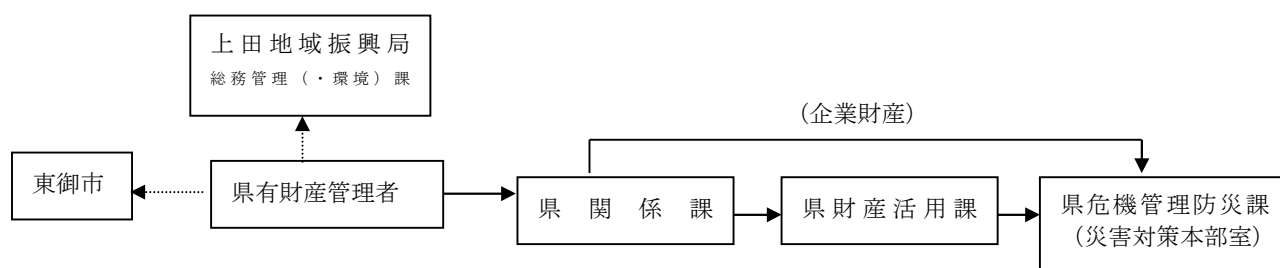 上田地域振興局
総務管理（・環境）課
（企業財産）
東御市
県有財産管理者
県関係課
県財産活用課
県危機管理防災課
（災害対策本部室）